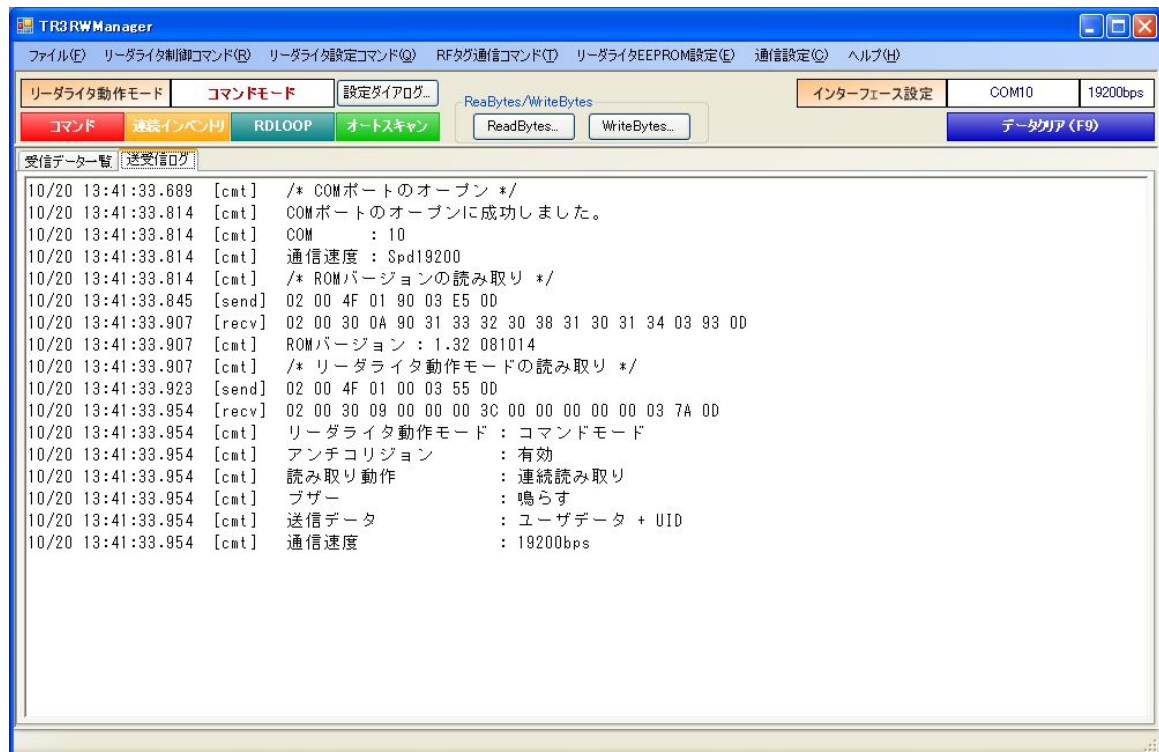 TR3RWManager
ファイル(F) リーダライタ制御コマンド(R) リーダライタ設定コマンド(Q) RFタグ通信コマンド(T) リーダライタEEPROM設定(E) 通信設定(C) ヘルプ(H)
リーダライタ動作モード コマンドモード 設定ダイアログ... ReaBytes/WriteBytes インターフェース設定 COM10 19200bps
コマンド 連続インベントリ RDLOOP オートスキャン ReadBytes... WriteBytes... データクリア(F9)
受信データ一覧 送受信ログ
10/20 13:41:33.689 [cmt] /* COMポートのオープン */
10/20 13:41:33.814 [cmt] COMポートのオープンに成功しました。
10/20 13:41:33.814 [cmt] COM : 10
10/20 13:41:33.814 [cmt] 通信速度 : Spd19200
10/20 13:41:33.814 [cmt] /* ROMバージョンの読み取り */
10/20 13:41:33.845 [send] 02 00 4F 01 90 03 E5 0D
10/20 13:41:33.907 [recv] 02 00 30 0A 90 31 33 32 30 38 31 30 31 34 03 93 0D
10/20 13:41:33.907 [cmt] ROMバージョン : 1.32 081014
10/20 13:41:33.907 [cmt] /* リーダライタ動作モードの読み取り */
10/20 13:41:33.923 [send] 02 00 4F 01 00 03 55 0D
10/20 13:41:33.954 [recv] 02 00 30 09 00 00 00 3C 00 00 00 00 00 03 7A 0D
10/20 13:41:33.954 [cmt] リーダライタ動作モード : コマンドモード
10/20 13:41:33.954 [cmt] アンチコリジョン : 有効
10/20 13:41:33.954 [cmt] 読み取り動作 : 連続読み取り
10/20 13:41:33.954 [cmt] ブザー : 鳴らす
10/20 13:41:33.954 [cmt] 送信データ : ユーザデータ + UID
10/20 13:41:33.954 [cmt] 通信速度 : 19200bps